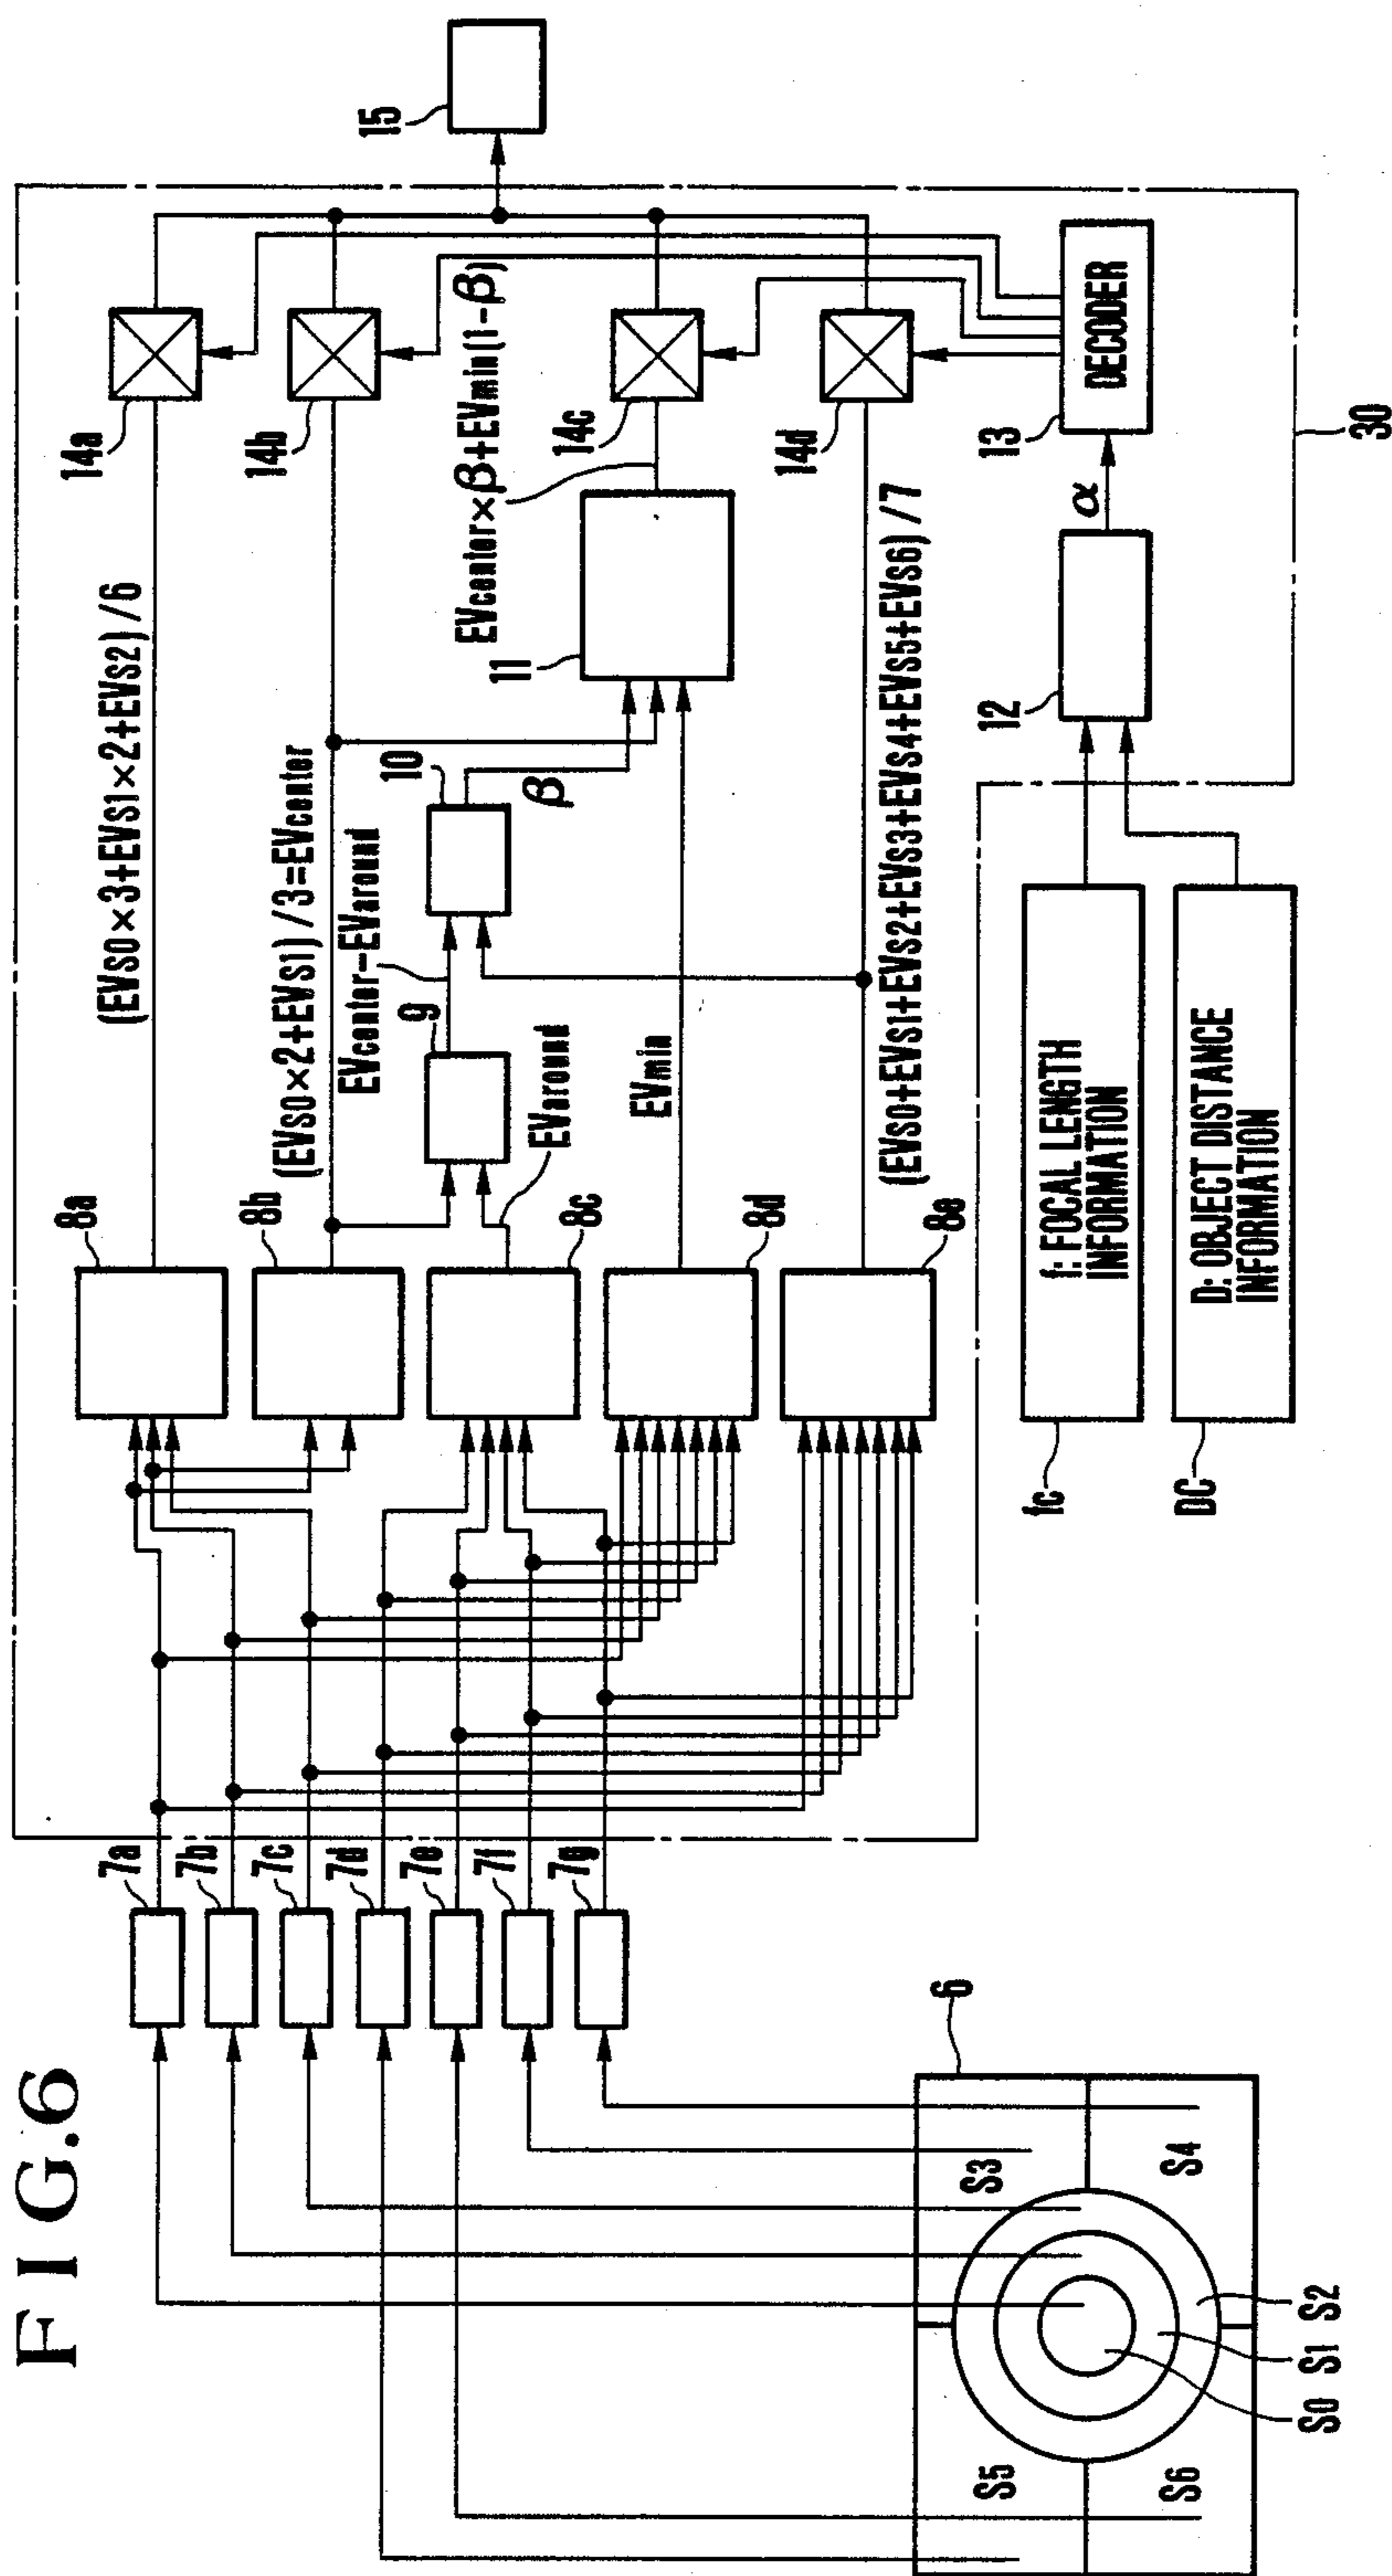 FIG.6
6
S0
S1
S2
S3
S4
S5
S6
7a
7b
7c
7d
7e
7f
7g
8a
8b
8c
8d
8e
(EVS0×3+EVS1×2+EVS2)/6
(EVS0×2+EVS1)/3=EVcenter
EVcenter−EVaround
9
EVaround
10
β
EVmin
11
EVcenter×β+EVmin(1-β)
(EVS0+EVS1+EVS2+EVS3+EVS4+EVS5+EVS6)/7
14a
14b
14c
14d
15
fc
f: FOCAL LENGTH
INFORMATION
DC
D: OBJECT DISTANCE
INFORMATION
12
α
13
DECODER
30